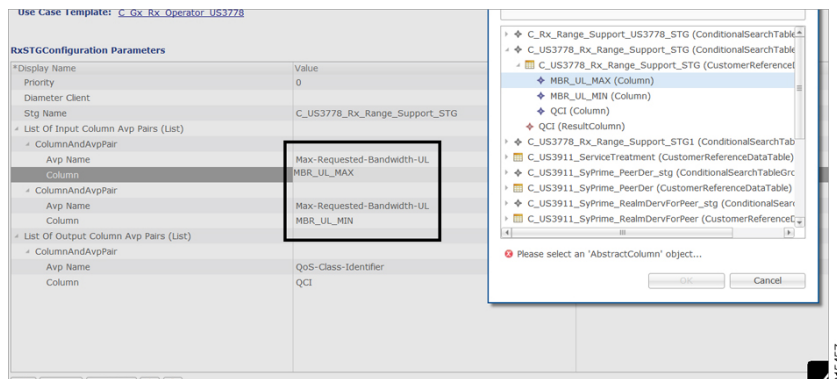 Use Case Template: C_Gx_Rx_Operator_US3778
RxSTGConfiguration Parameters
*Display Name Value
Priority 0
Diameter Client
Stg Name C_US3778_Rx_Range_Support_STG
List Of Input Column Avp Pairs (List)
ColumnAndAvpPair
Avp Name Max-Requested-Bandwidth-UL
Column MBR_UL_MAX
ColumnAndAvpPair
Avp Name Max-Requested-Bandwidth-UL
Column MBR_UL_MIN
List Of Output Column Avp Pairs (List)
ColumnAndAvpPair
Avp Name QoS-Class-Identifier
Column QCI
C_Rx_Range_Support_US3778_STG (ConditionalSearchTable
C_US3778_Rx_Range_Support_STG (ConditionalSearchTable
C_US3778_Rx_Range_Support_STG (CustomerReferenceD
MBR_UL_MAX (Column)
MBR_UL_MIN (Column)
QCI (Column)
QCI (ResultColumn)
C_US3778_Rx_Range_Support_STG1 (ConditionalSearchTab
C_US3911_ServiceTreatment (CustomerReferenceDataTable)
C_US3911_SyPrime_PeerDer_stg (ConditionalSearchTableGro
C_US3911_SyPrime_PeerDer (CustomerReferenceDataTable)
C_US3911_SyPrime_RealmDervForPeer_stg (ConditionalSearc
C_US3911_SyPrime_RealmDervForPeer (CustomerReferenceD
Please select an 'AbstractColumn' object...
OK Cancel